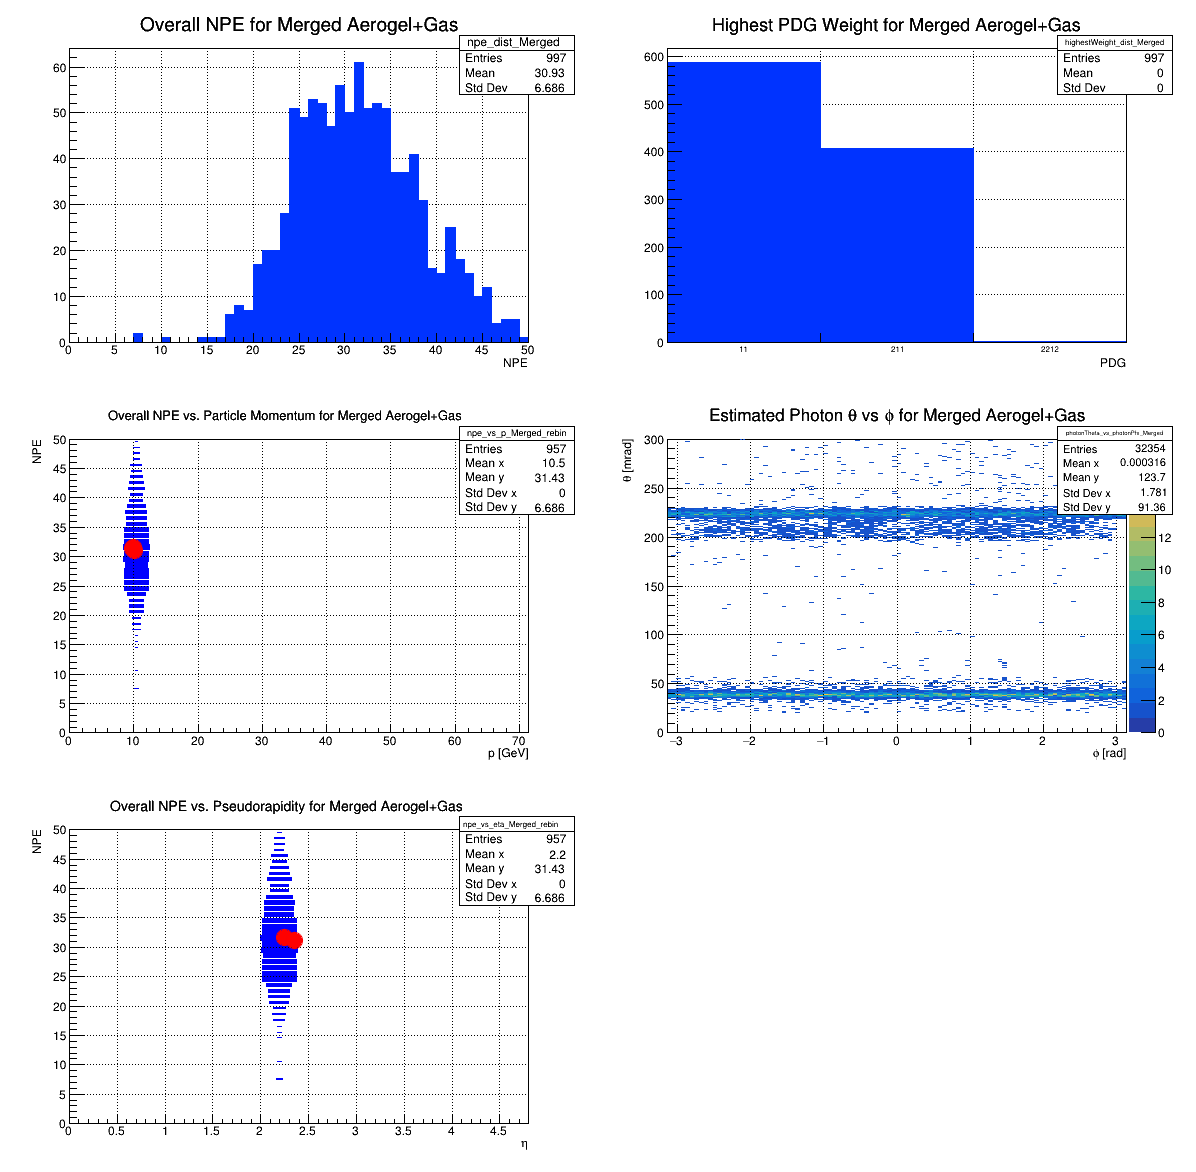 Overall NPE for Merged Aerogel+Gas
npe_dist_Merged
Entries 997
Mean 30.93
Std Dev 6.686
60
50
40
30
20
10
0
0 5 10 15 20 25 30 35 40 45 50
NPE
Highest PDG Weight for Merged Aerogel+Gas
highestWeight_dist_Merged
Entries 997
Mean 0
Std Dev 0
600
500
400
300
200
100
0
11 211 2212
PDG
Overall NPE vs. Particle Momentum for Merged Aerogel+Gas
npe_vs_p_Merged_rebin
Entries 957
Mean x 10.5
Mean y 31.43
Std Dev x 0
Std Dev y 6.686
NPE
50
45
40
35
30
25
20
15
10
5
0
0 10 20 30 40 50 60 70
p [GeV]
Estimated Photon θ vs ϕ for Merged Aerogel+Gas
photonTheta_vs_photonPhi_Merged
Entries 32354
Mean x 0.000316
Mean y 123.7
Std Dev x 1.781
Std Dev y 91.36
θ [mrad]
300
250
200
150
100
50
0
−3 −2 −1 0 1 2 3
ϕ [rad]
12
10
8
6
4
2
0
Overall NPE vs. Pseudorapidity for Merged Aerogel+Gas
npe_vs_eta_Merged_rebin
Entries 957
Mean x 2.2
Mean y 31.43
Std Dev x 0
Std Dev y 6.686
NPE
50
45
40
35
30
25
20
15
10
5
0
0 0.5 1 1.5 2 2.5 3 3.5 4 4.5
η